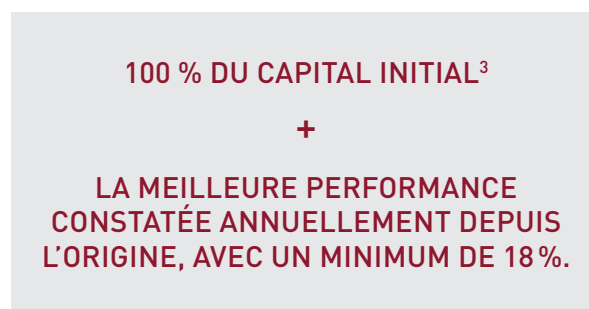 100 % DU CAPITAL INITIAL³
+
LA MEILLEURE PERFORMANCE
CONSTATÉE ANNUELLEMENT DEPUIS
L’ORIGINE, AVEC UN MINIMUM DE 18 %.